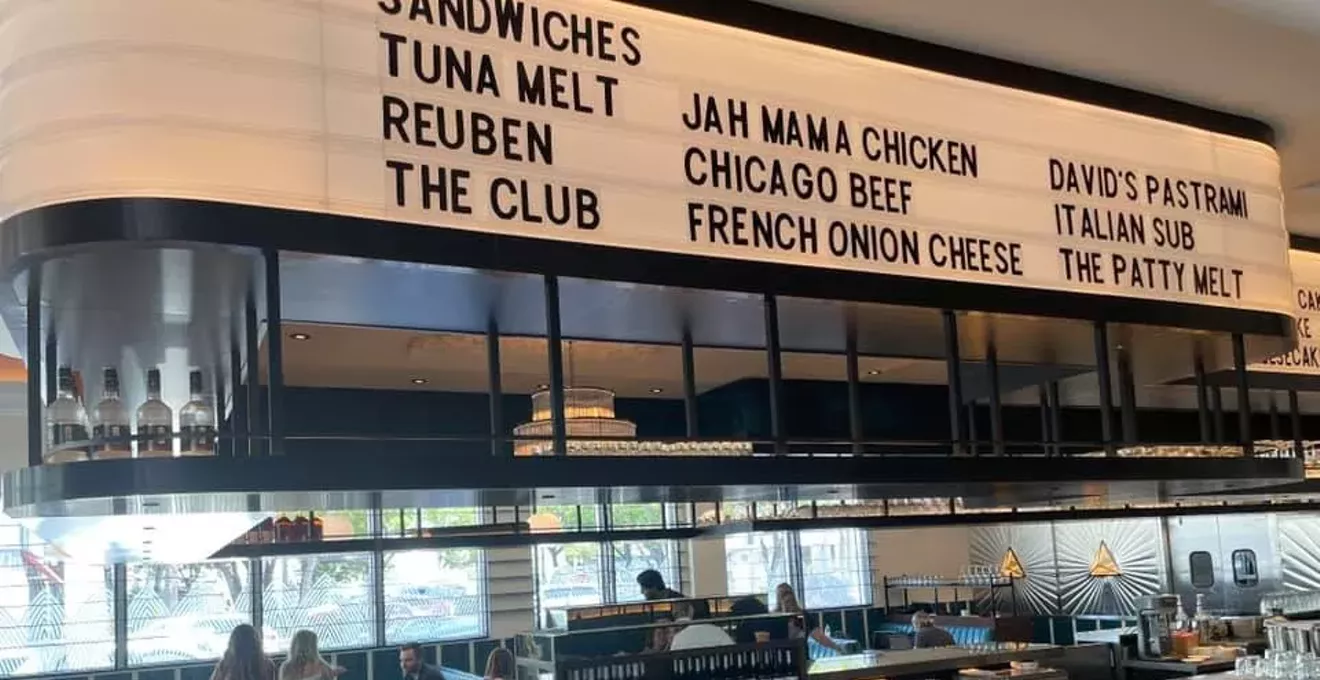 SANDWICHES
TUNA MELT
REUBEN
THE CLUB
JAH MAMA CHICKEN
CHICAGO BEEF
FRENCH ONION CHEESE
DAVID'S PASTRAMI
ITALIAN SUB
THE PATTY MELT